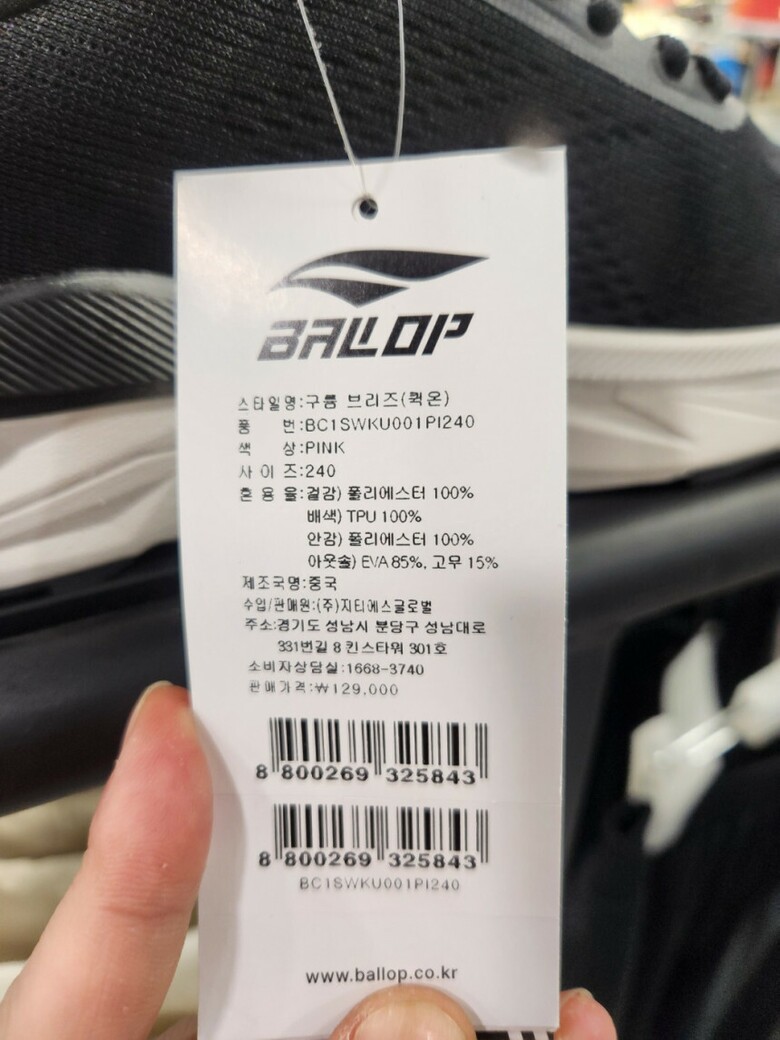 BALLOP
스타일명:구름 브리즈(퀵온)
품 번:BC1SWKU001PI240
색 상:PINK
사 이 즈:240
혼 용 율:겉감) 폴리에스터 100%
배색) TPU 100%
안감) 폴리에스터 100%
아웃솔) EVA 85%, 고무 15%
제조국명:중국
수입/판매원:(주)지티에스글로벌
주소:경기도 성남시 분당구 성남대로
331번길 8 킨스타워 301호
소비자상담실:1668-3740
판매가격:₩129,000
8 800269 325843
8 800269 325843
BC1SWKU001PI240
www.ballop.co.kr